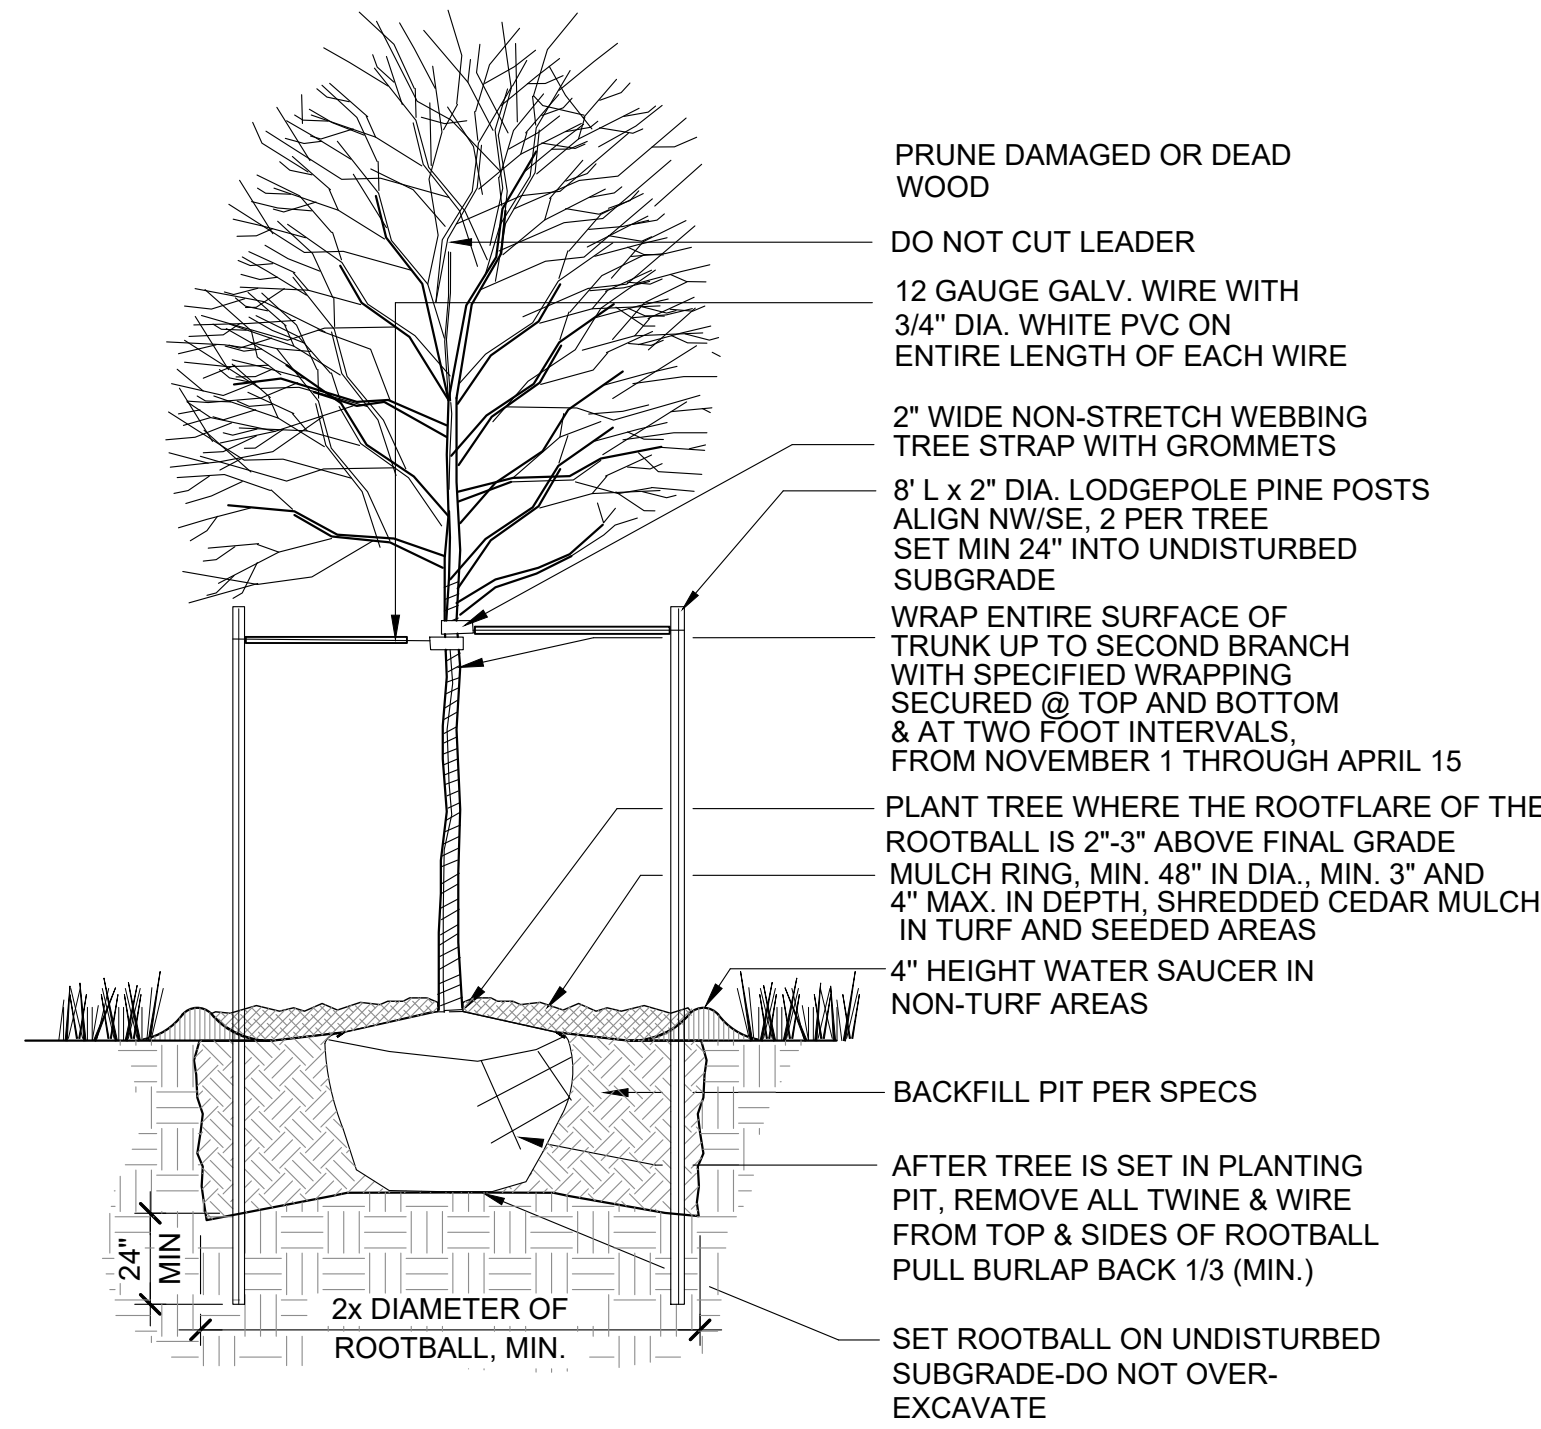 PRUNE DAMAGED OR DEAD
WOOD
DO NOT CUT LEADER
12 GAUGE GALV. WIRE WITH
3/4" DIA. WHITE PVC ON
ENTIRE LENGTH OF EACH WIRE
2" WIDE NON-STRETCH WEBBING
TREE STRAP WITH GROMMETS
8' L x 2" DIA. LODGEPOLE PINE POSTS
ALIGN NW/SE, 2 PER TREE
SET MIN 24" INTO UNDISTURBED
SUBGRADE
WRAP ENTIRE SURFACE OF
TRUNK UP TO SECOND BRANCH
WITH SPECIFIED WRAPPING
SECURED @ TOP AND BOTTOM
& AT TWO FOOT INTERVALS,
FROM NOVEMBER 1 THROUGH APRIL 15
PLANT TREE WHERE THE ROOTFLARE OF THE
ROOTBALL IS 2"-3" ABOVE FINAL GRADE
MULCH RING, MIN. 48" IN DIA., MIN. 3" AND
4" MAX. IN DEPTH, SHREDDED CEDAR MULCH
IN TURF AND SEEDED AREAS
4" HEIGHT WATER SAUCER IN
NON-TURF AREAS
BACKFILL PIT PER SPECS
AFTER TREE IS SET IN PLANTING
PIT, REMOVE ALL TWINE & WIRE
FROM TOP & SIDES OF ROOTBALL
PULL BURLAP BACK 1/3 (MIN.)
SET ROOTBALL ON UNDISTURBED
SUBGRADE-DO NOT OVER-
EXCAVATE
24"
MIN
2x DIAMETER OF
ROOTBALL, MIN.